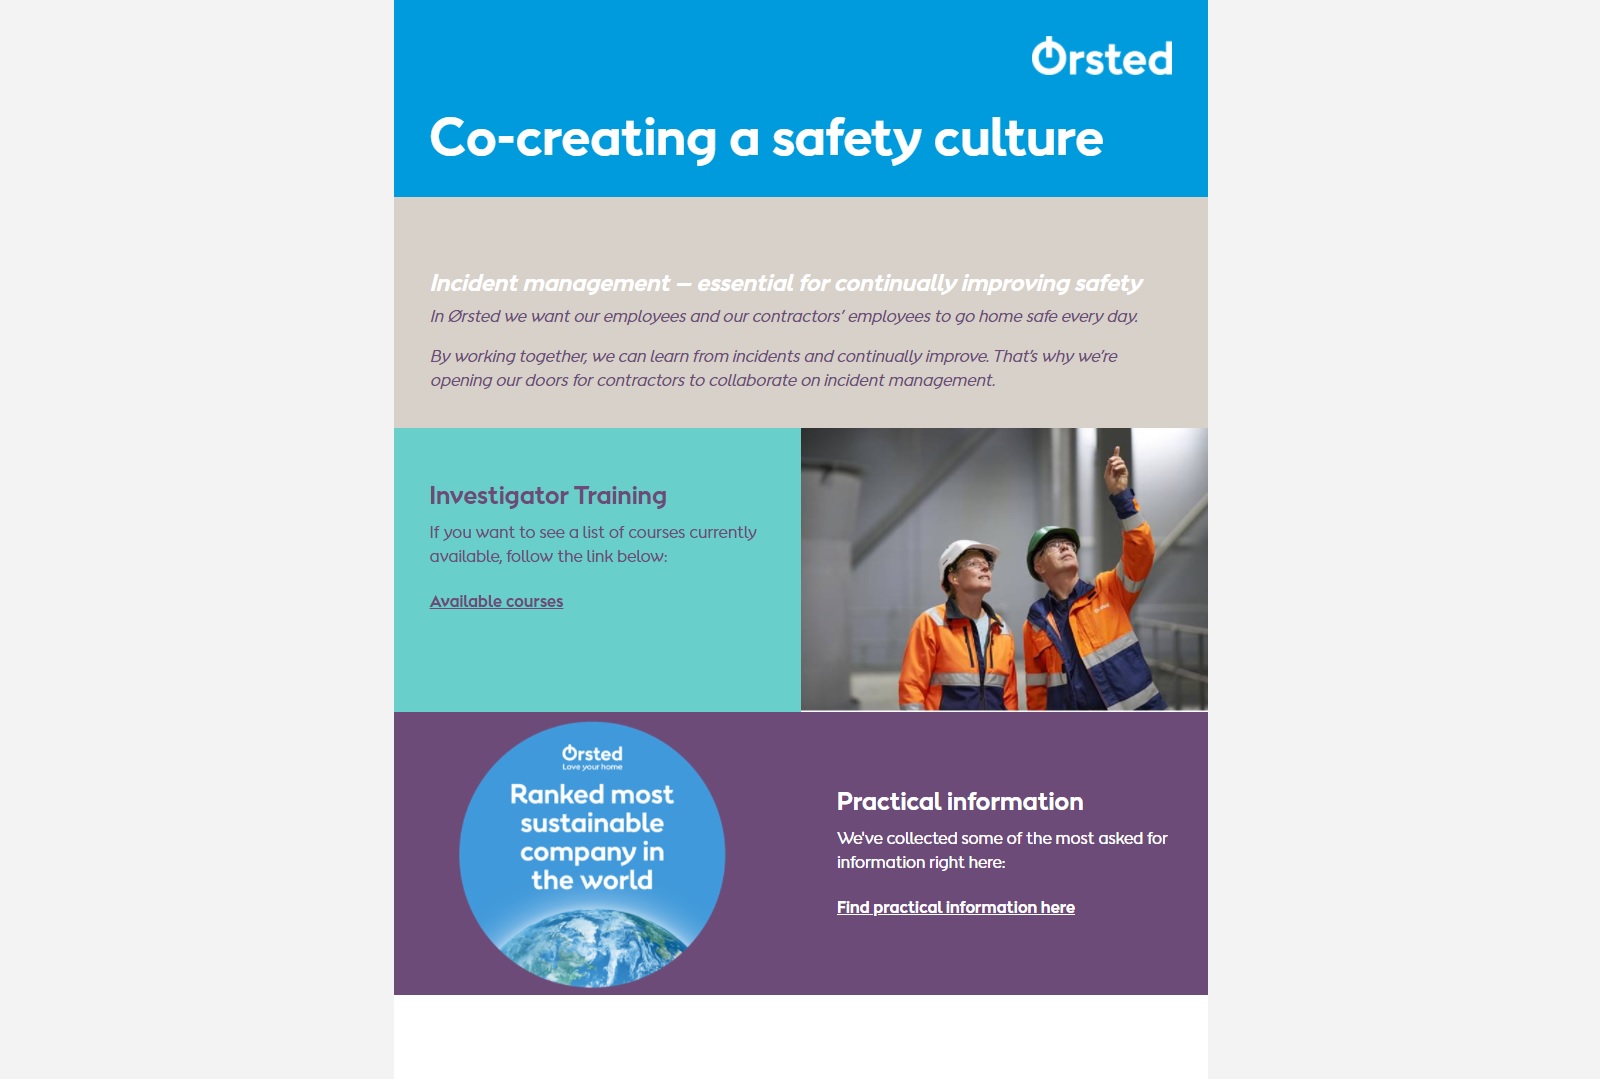 Ørsted
Co-creating a safety culture
Incident management – essential for continually improving safety
In Ørsted we want our employees and our contractors’ employees to go home safe every day.
By working together, we can learn from incidents and continually improve. That's why we're
opening our doors for contractors to collaborate on incident management.
Investigator Training
If you want to see a list of courses currently
available, follow the link below:
Available courses
Ørsted
Love your home
Ranked most
sustainable
company in
the world
Practical information
We've collected some of the most asked for
information right here:
Find practical information here